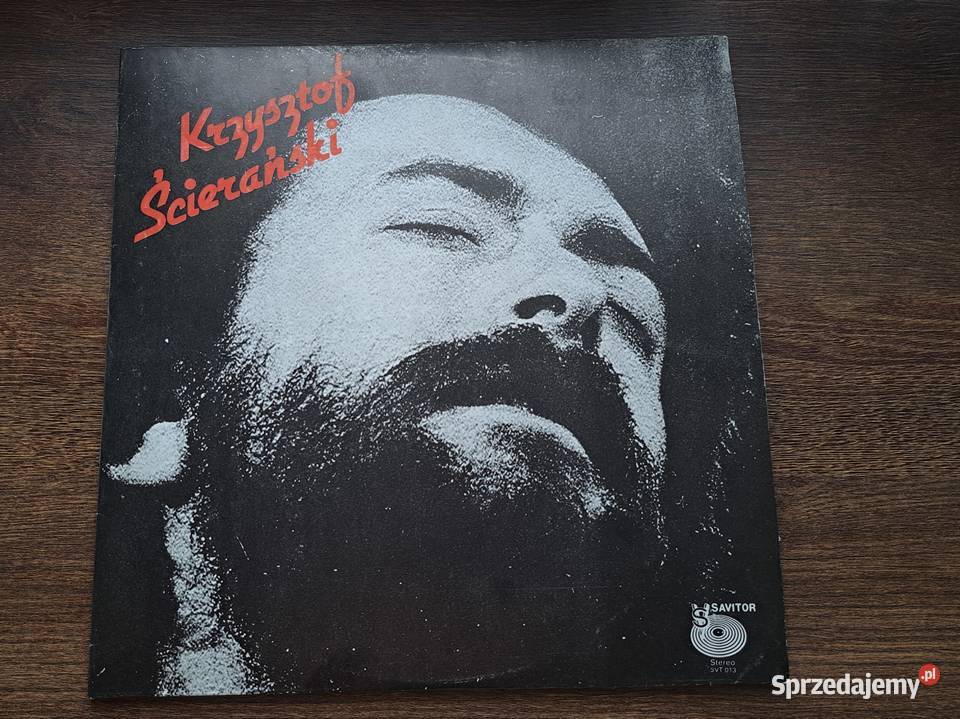 Krzysztof
Ścierański
SAVITOR
Stereo
SVT 013
Sprzedajemy.pl